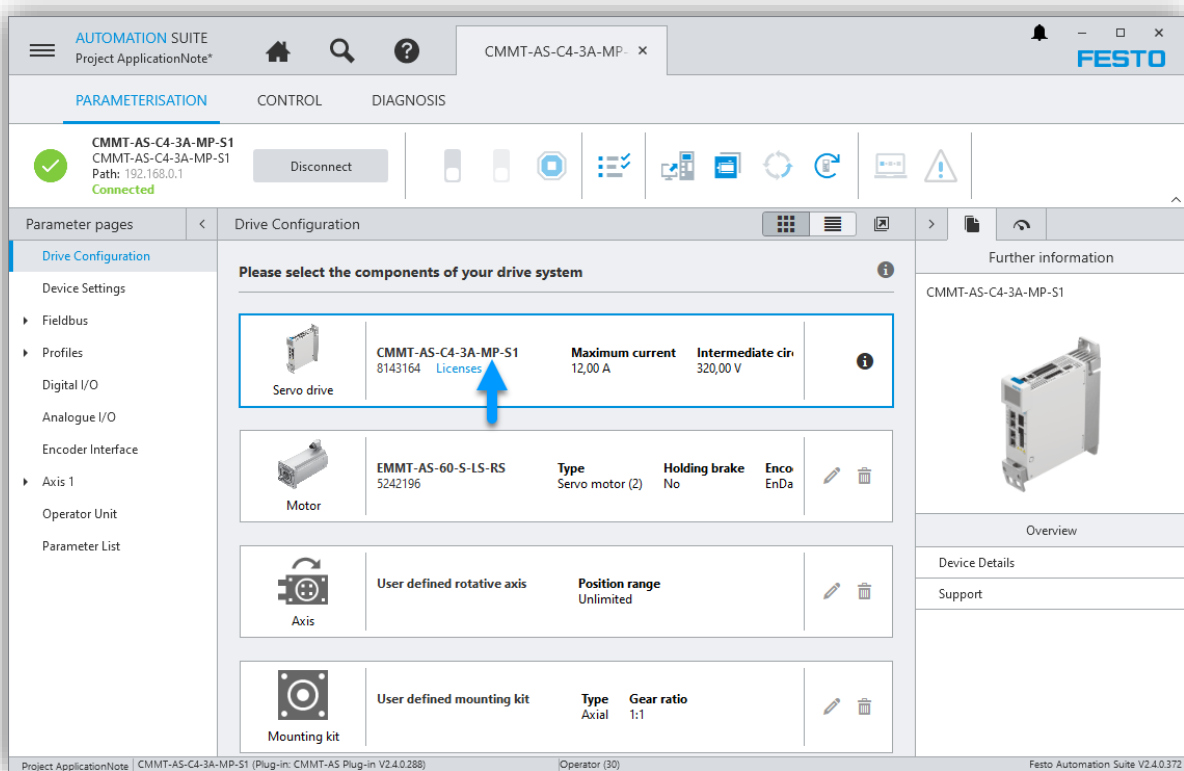 AUTOMATION SUITE
Project ApplicationNote*
CMMT-AS-C4-3A-MP-
FESTO
PARAMETERISATION CONTROL DIAGNOSIS
CMMT-AS-C4-3A-MP-S1
CMMT-AS-C4-3A-MP-S1
Path: 192.168.0.1
Connected
Disconnect
Parameter pages
Drive Configuration
Device Settings
Fieldbus
Profiles
Digital I/O
Analogue I/O
Encoder Interface
Axis 1
Operator Unit
Parameter List
Drive Configuration
Please select the components of your drive system
Servo drive
CMMT-AS-C4-3A-MP-S1 Maximum current Intermediate cir
8143164 Licenses 12,00 A 320,00 V
Motor
EMMT-AS-60-S-LS-RS Type Holding brake Enco
5242196 Servo motor (2) No EnDa
Axis
User defined rotative axis Position range
Unlimited
Mounting kit
User defined mounting kit Type Gear ratio
Axial 1:1
Further information
CMMT-AS-C4-3A-MP-S1
Overview
Device Details
Support
Project ApplicationNote CMMT-AS-C4-3A-MP-S1 (Plug-in: CMMT-AS Plug-in V2.4.0.288) Operator (30) Festo Automation Suite V2.4.0.372